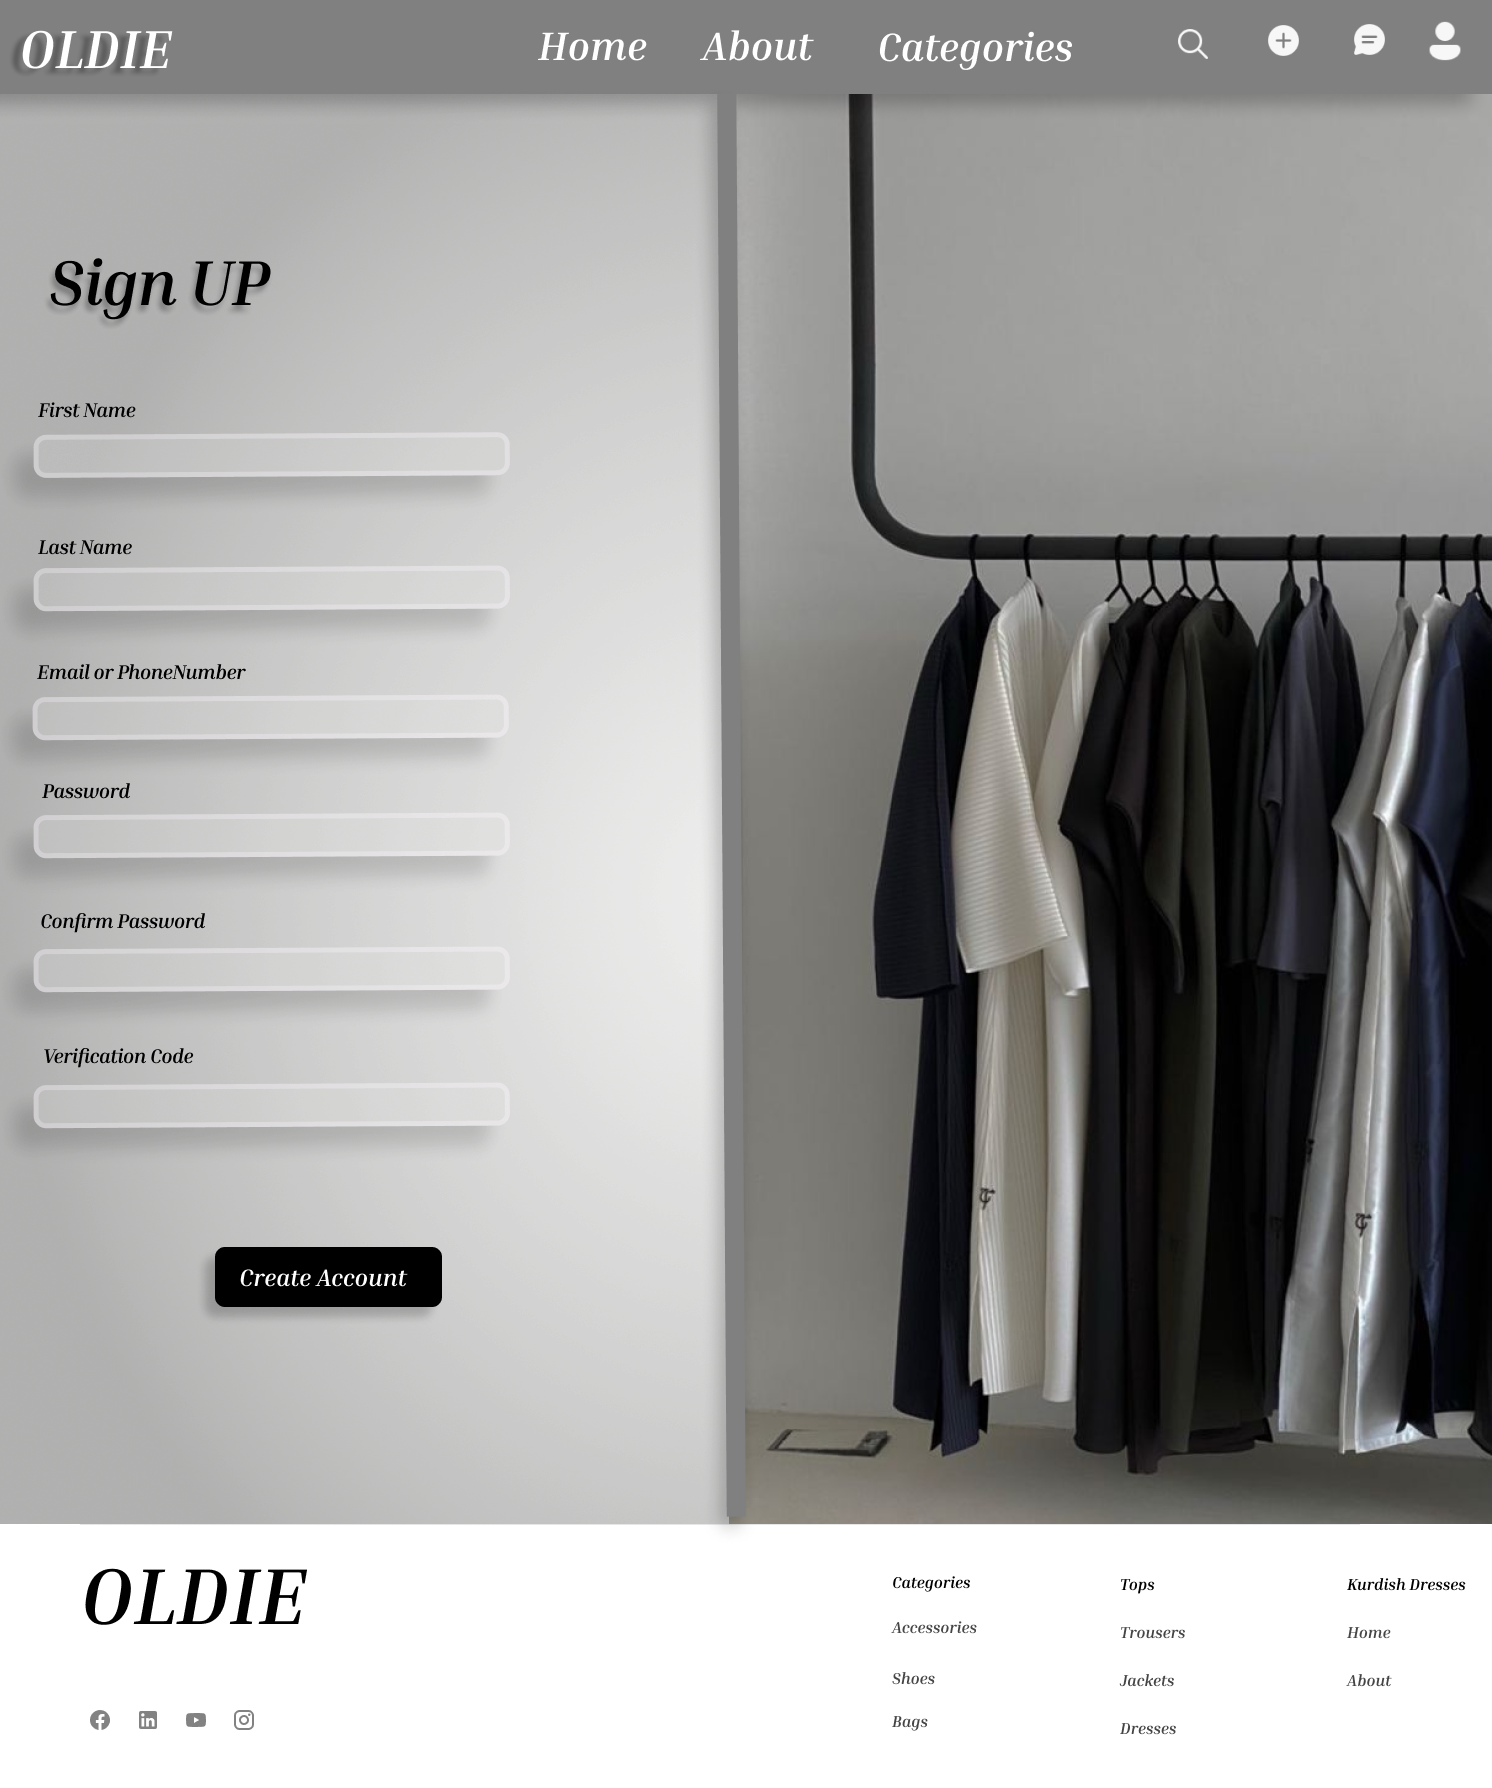 OLDIE
Home About Categories
Sign UP
First Name
Last Name
Email or PhoneNumber
Password
Confirm Password
Verification Code
Create Account
OLDIE
Categories
Accessories
Shoes
Bags
Tops
Trousers
Jackets
Dresses
Kurdish Dresses
Home
About